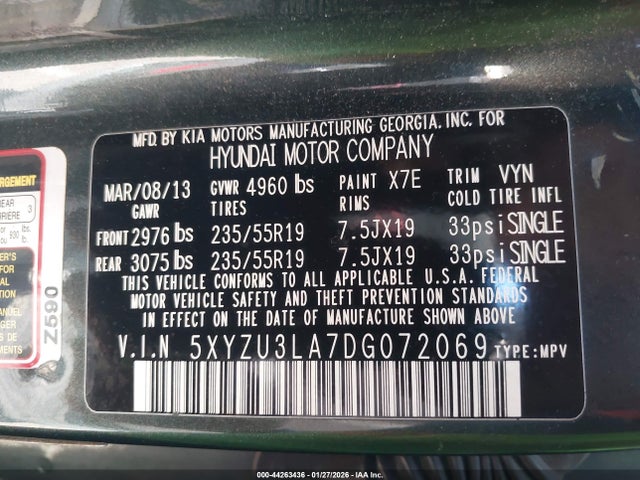 MFD. BY KIA MOTORS MANUFACTURING GEORGIA, INC. FOR
HYUNDAI MOTOR COMPANY
MAR/08/13 GVWR 4960 lbs PAINT X7E TRIM VYN
GAWR TIRES RIMS COLD TIRE INFL
FRONT 2976 lbs 235/55R19 7.5JX19 33psi SINGLE
REAR 3075 lbs 235/55R19 7.5JX19 33psi SINGLE
THIS VEHICLE CONFORMS TO ALL APPLICABLE U.S.A. FEDERAL
MOTOR VEHICLE SAFETY AND THEFT PREVENTION STANDARDS
IN EFFECT ON THE DATE OF MANUFACTURE SHOWN ABOVE.
V.I.N 5XYZU3LA7DG072069 TYPE: MPV
Z590
000-44263436 - 01/27/2026 - IAA Inc.